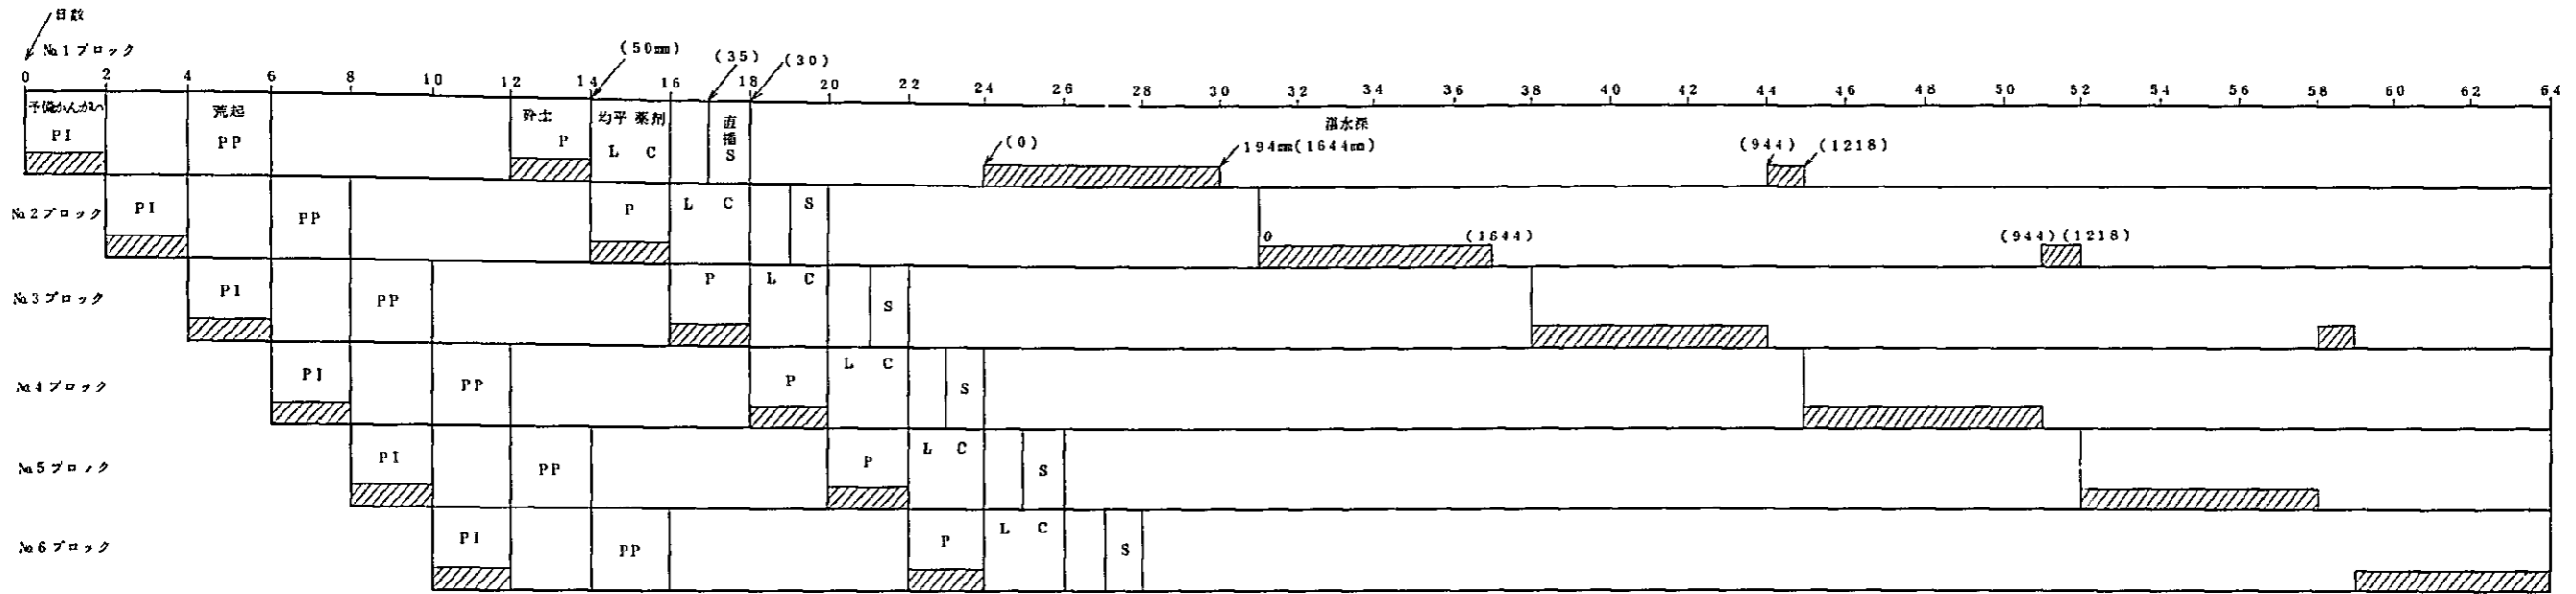 日数
№1ブロック
(50mm)
(35)
(30)
0 2 4 6 8 10 12 14 16 18 20 22 24 26 28 30 32 34 36 38 40 42 44 46 48 50 52 54 56 58 60 62 64
予備かんがい 荒起 砕土 均平 薬剤 直播 湛水深
PI PP P L C S
(0) 194mm(1644mm) (944) (1218)
№2ブロック PI PP P L C S
0 (1644) (944)(1218)
№3ブロック PI PP P L C S
№4ブロック PI PP P L C S
№5ブロック PI PP P L C S
№6ブロック PI PP P L C S